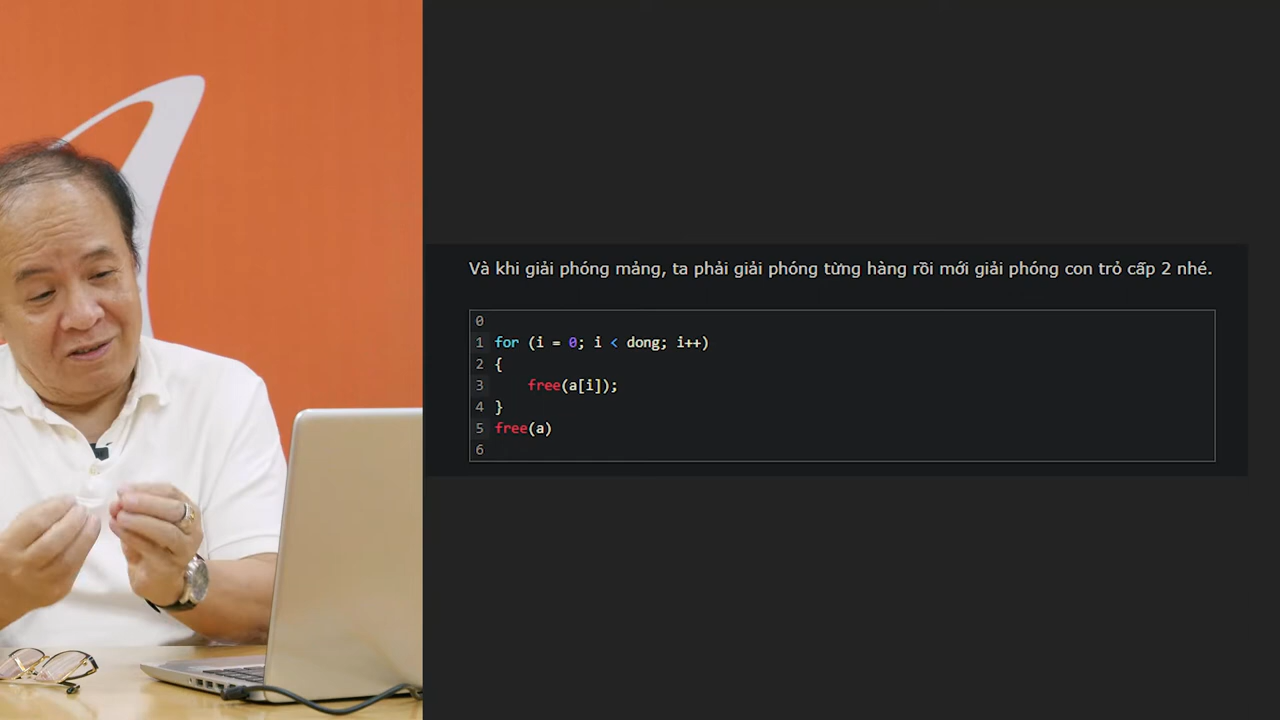 Và khi giải phóng mảng, ta phải giải phóng từng hàng rồi mới giải phóng con trỏ cấp 2 nhé.
0
1 for (i = 0; i < dong; i++)
2 {
3     free(a[i]);
4 }
5 free(a)
6